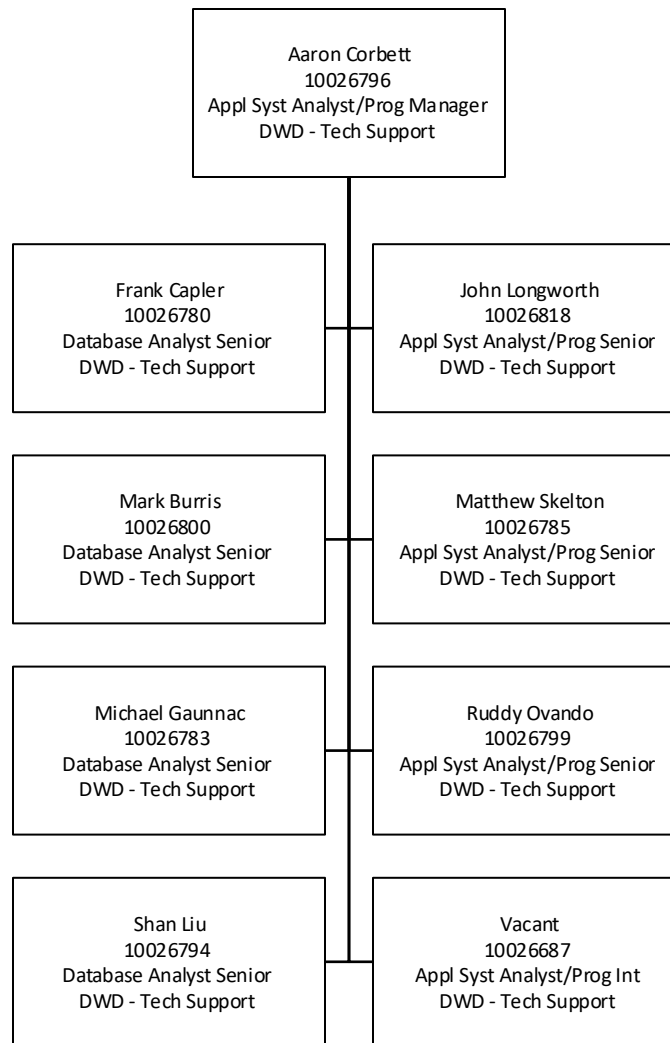 Aaron Corbett
10026796
Appl Syst Analyst/Prog Manager
DWD - Tech Support
Frank Capler
10026780
Database Analyst Senior
DWD - Tech Support
John Longworth
10026818
Appl Syst Analyst/Prog Senior
DWD - Tech Support
Mark Burris
10026800
Database Analyst Senior
DWD - Tech Support
Matthew Skelton
10026785
Appl Syst Analyst/Prog Senior
DWD - Tech Support
Michael Gaunnac
10026783
Database Analyst Senior
DWD - Tech Support
Ruddy Ovando
10026799
Appl Syst Analyst/Prog Senior
DWD - Tech Support
Shan Liu
10026794
Database Analyst Senior
DWD - Tech Support
Vacant
10026687
Appl Syst Analyst/Prog Int
DWD - Tech Support